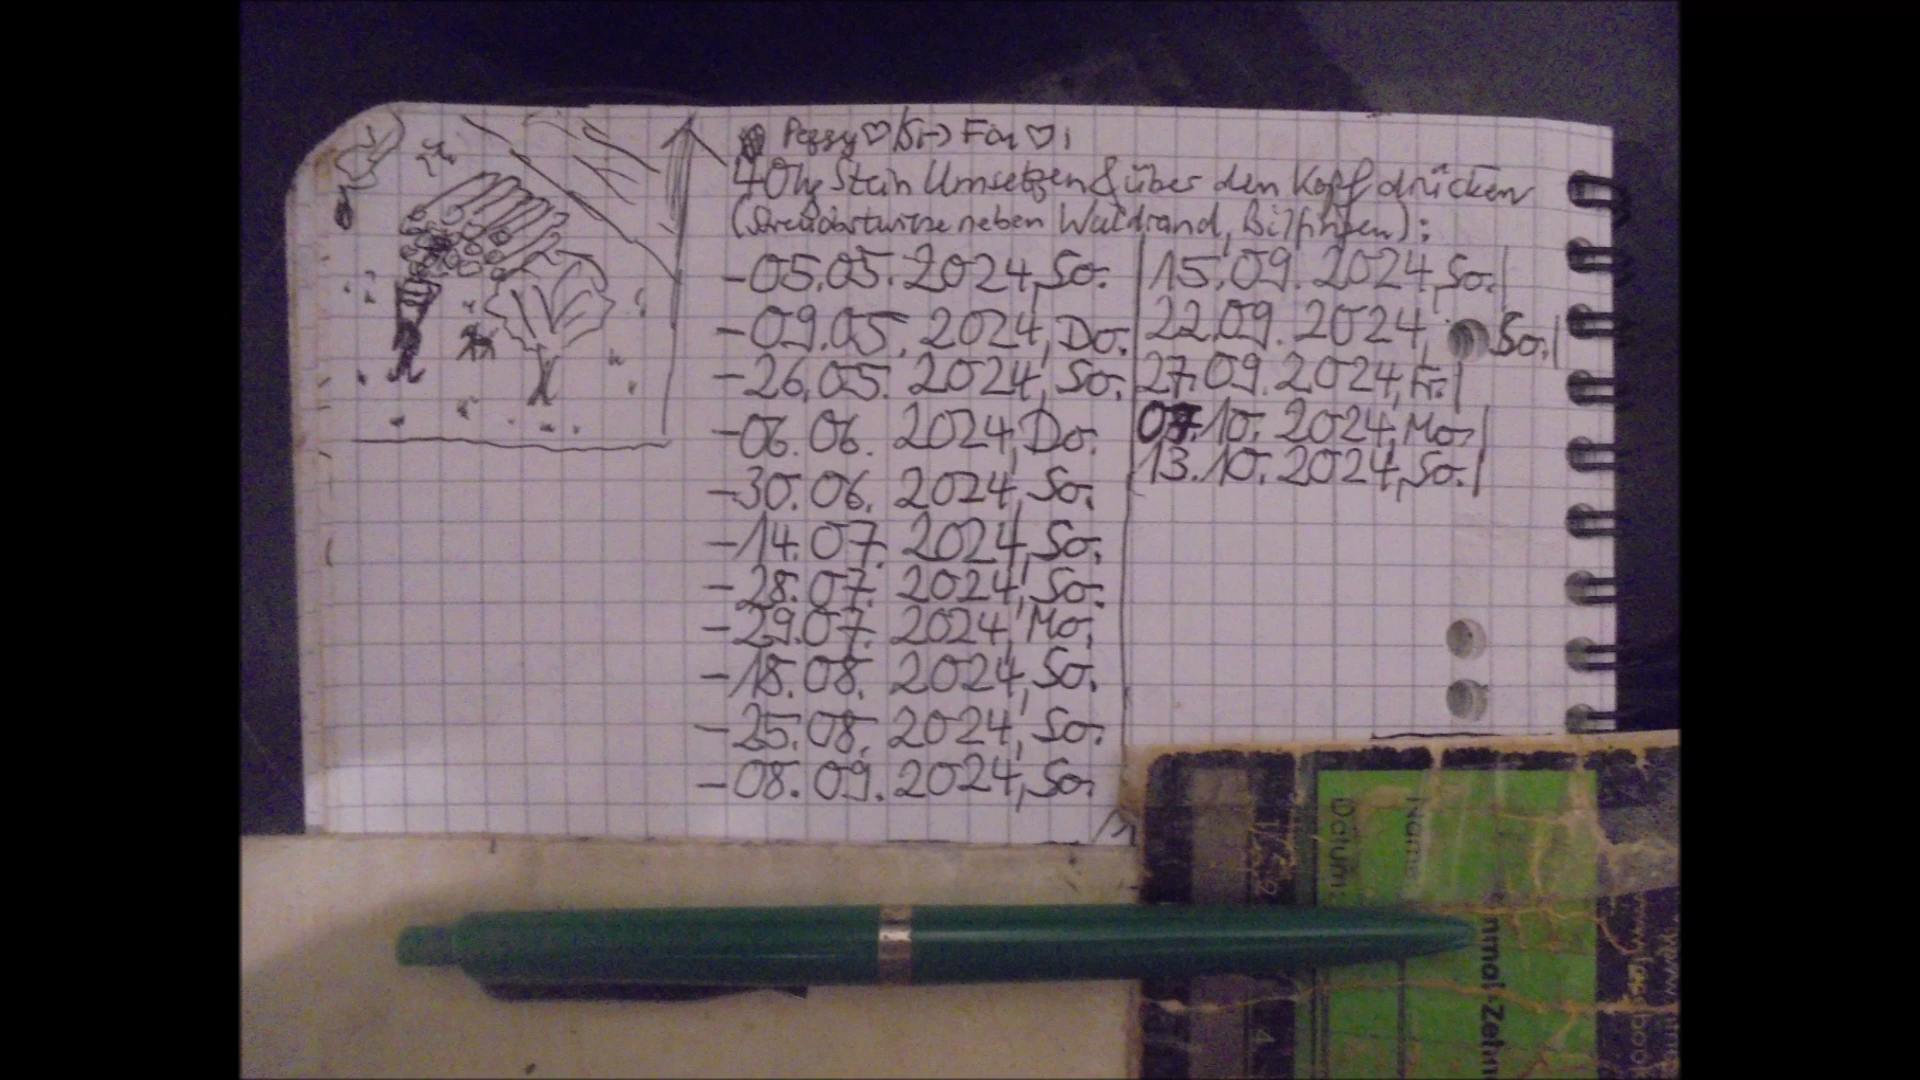 Peggy♡
40kg Stein Umsetzen & über den Kopf drücken
(Streuobstwiese neben Waldrand, Bilfingen):
-05.05.2024, So.
-09.05.2024, Do.
-26.05.2024, So.
-06.06.2024, Do.
-30.06.2024, So.
-14.07.2024, So.
-28.07.2024, So.
-29.07.2024, Mo.
-18.08.2024, So.
-25.08.2024, So.
-08.09.2024, So.
15.09.2024, So.
22.09.2024, So.
27.09.2024, Fr.
07.10.2024, Mo.
13.10.2024, So.
Name
Datum: